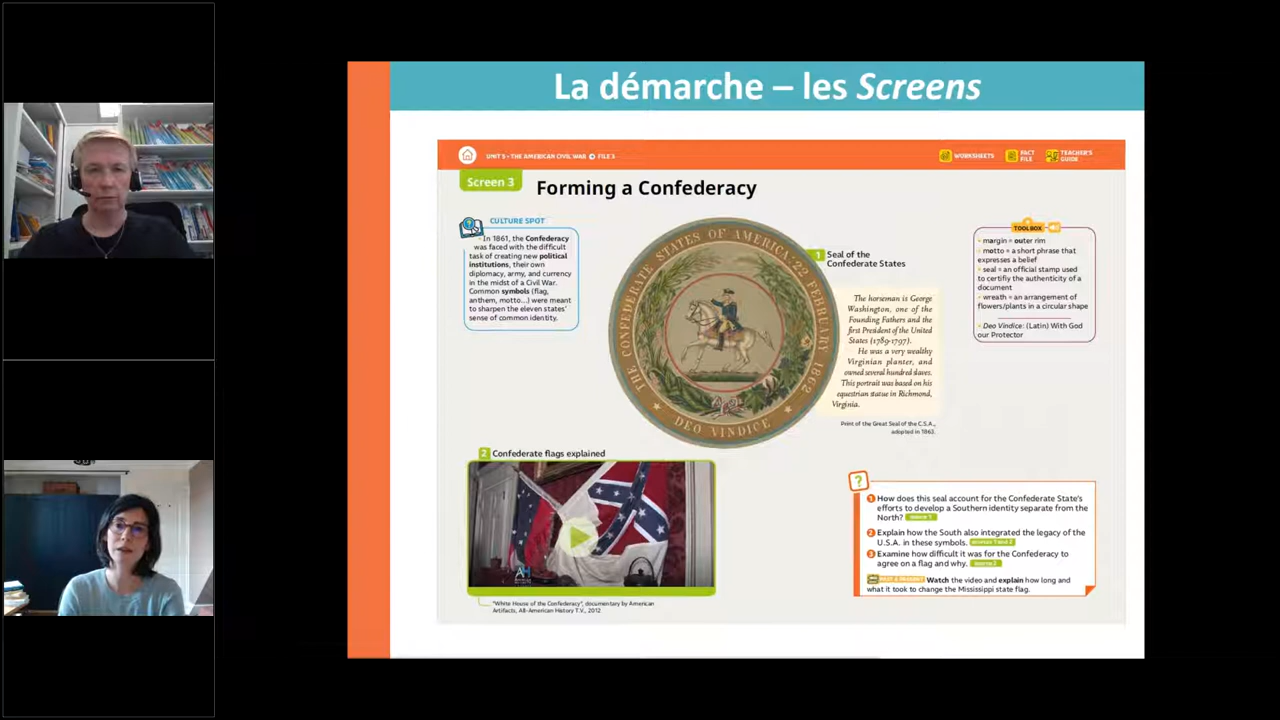 La démarche – les Screens
UNIT 5 • THE AMERICAN CIVIL WAR FILE 3
WORKSHEETS
FACT
FILE
TEACHER'S
GUIDE
Screen 3
Forming a Confederacy
CULTURE SPOT
In 1861, the Confederacy
was faced with the difficult
task of creating new political
institutions, their own
diplomacy, army, and currency
in the midst of a Civil War.
Common symbols (flag,
anthem, motto...) were meant
to sharpen the eleven states'
sense of common identity.
THE CONFEDERATE STATES OF AMERICA: 22 FEBRUARY 1862
DEO VINDICE
1 Seal of the
Confederate States
The horseman is George
Washington, one of the
Founding Fathers and the
first President of the United
States (1789-1797).
He was a very wealthy
Virginian planter, and
owned several hundred slaves.
This portrait was based on his
equestrian statue in Richmond,
Virginia.
Print of the Great Seal of the C.S.A.,
adopted in 1863.
TOOLBOX
• margin = outer rim
• motto = a short phrase that
expresses a belief
• seal = an official stamp used
to certify the authenticity of a
document
• wreath = an arrangement of
flowers/plants in a circular shape
• Deo Vindice: (Latin) With God
our Protector
2 Confederate flags explained
AH
"White House of the Confederacy", documentary by American
Artifacts, All-American History T.V., 2012
?
1 How does this seal account for the Confederate State's
efforts to develop a Southern identity separate from the
North? source 1
2 Explain how the South also integrated the legacy of the
U.S.A. in these symbols. sources 1 and 2
3 Examine how difficult it was for the Confederacy to
agree on a flag and why. source 2
PAST & PRESENT Watch the video and explain how long and
what it took to change the Mississippi state flag.